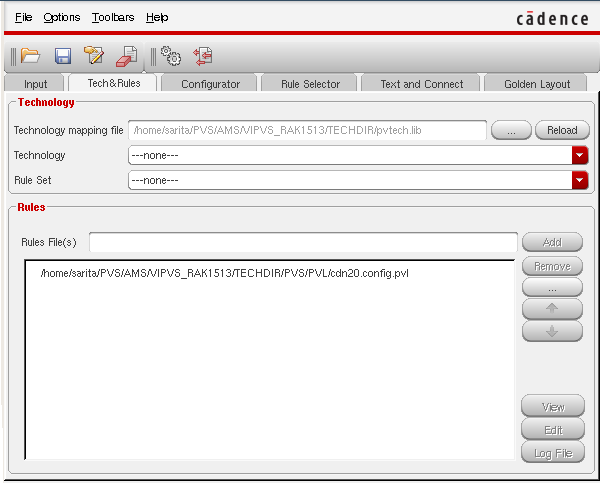 File Options Toolbars Help
cādence
Input Tech&Rules Configurator Rule Selector Text and Connect Golden Layout
Technology
Technology mapping file /home/sarita/PVS/AMS/VIPVS_RAK1513/TECHDIR/pvtech.lib ... Reload
Technology ---none---
Rule Set ---none---
Rules
Rules File(s) Add
/home/sarita/PVS/AMS/VIPVS_RAK1513/TECHDIR/PVS/PVL/cdn20.config.pvl
Remove
...
View
Edit
Log File